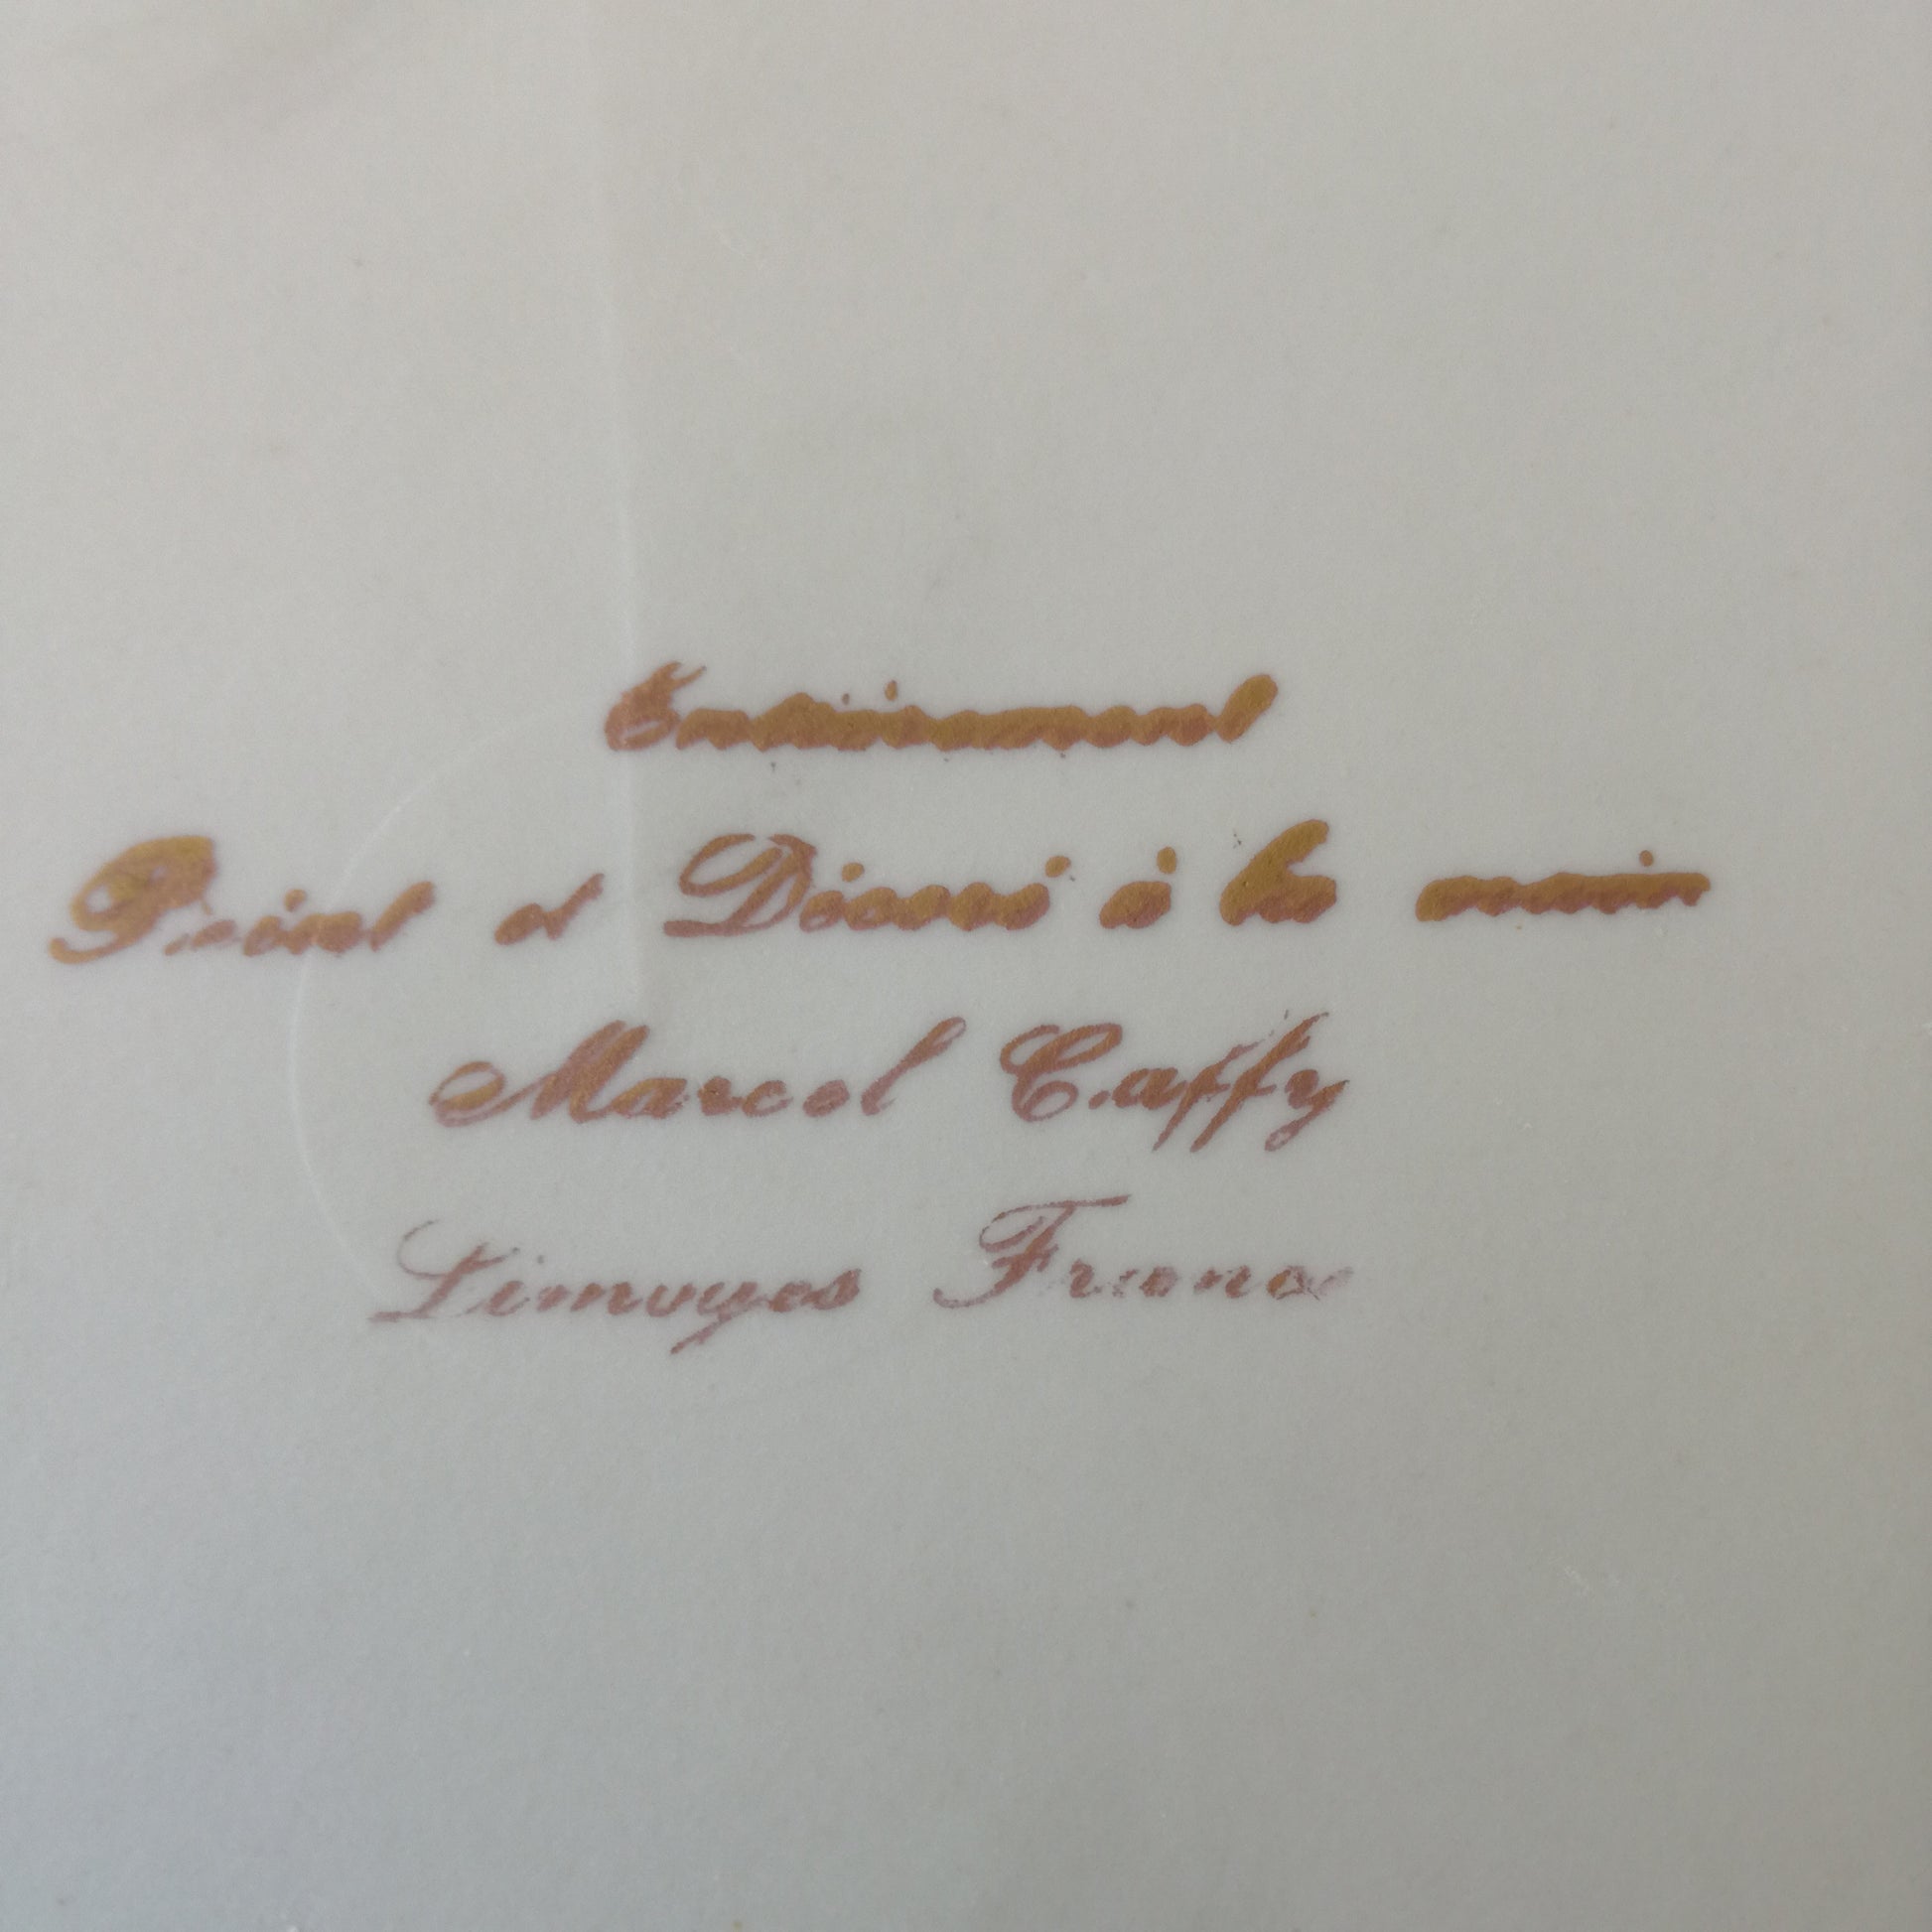 Entièrement
Peint et Décoré à la main
Marcel Caffy
Limoges France